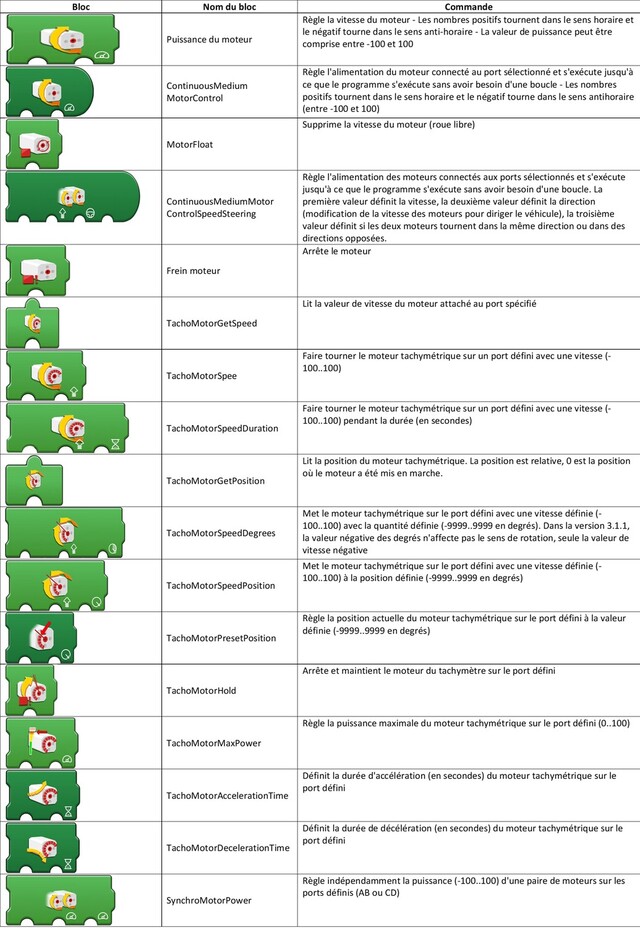 Bloc Nom du bloc Commande
Puissance du moteur
Règle la vitesse du moteur - Les nombres positifs tournent dans le sens horaire et
le négatif tourne dans le sens anti-horaire - La valeur de puissance peut être
comprise entre -100 et 100
ContinuousMedium
MotorControl
Règle l'alimentation du moteur connecté au port sélectionné et s'exécute jusqu'à
ce que le programme s'exécute sans avoir besoin d'une boucle - Les nombres
positifs tournent dans le sens horaire et le négatif tourne dans le sens antihoraire
(entre -100 et 100)
MotorFloat
Supprime la vitesse du moteur (roue libre)
ContinuousMediumMotor
ControlSpeedSteering
Règle l'alimentation des moteurs connectés aux ports sélectionnés et s'exécute
jusqu'à ce que le programme s'exécute sans avoir besoin d'une boucle. La
première valeur définit la vitesse, la deuxième valeur définit la direction
(modification de la vitesse des moteurs pour diriger le véhicule), la troisième
valeur définit si les deux moteurs tournent dans la même direction ou dans des
directions opposées.
Frein moteur
Arrête le moteur
TachoMotorGetSpeed
Lit la valeur de vitesse du moteur attaché au port spécifié
TachoMotorSpee
Faire tourner le moteur tachymétrique sur un port défini avec une vitesse (-
100..100)
TachoMotorSpeedDuration
Faire tourner le moteur tachymétrique sur un port défini avec une vitesse (-
100..100) pendant la durée (en secondes)
TachoMotorGetPosition
Lit la position du moteur tachymétrique. La position est relative, 0 est la position
où le moteur a été mis en marche.
TachoMotorSpeedDegrees
Met le moteur tachymétrique sur le port défini avec une vitesse définie (-
100..100) avec la quantité définie (-9999..9999 en degrés). Dans la version 3.1.1,
la valeur négative des degrés n'affecte pas le sens de rotation, seule la valeur de
vitesse négative
TachoMotorSpeedPosition
Met le moteur tachymétrique sur le port défini avec une vitesse définie (-
100..100) à la position définie (-9999..9999 en degrés)
TachoMotorPresetPosition
Règle la position actuelle du moteur tachymétrique sur le port défini à la valeur
définie (-9999..9999 en degrés)
TachoMotorHold
Arrête et maintient le moteur du tachymètre sur le port défini
TachoMotorMaxPower
Règle la puissance maximale du moteur tachymétrique sur le port défini (0..100)
TachoMotorAccelerationTime
Définit la durée d'accélération (en secondes) du moteur tachymétrique sur le
port défini
TachoMotorDecelerationTime
Définit la durée de décélération (en secondes) du moteur tachymétrique sur le
port défini
SynchroMotorPower
Règle indépendamment la puissance (-100..100) d'une paire de moteurs sur les
ports définis (AB ou CD)